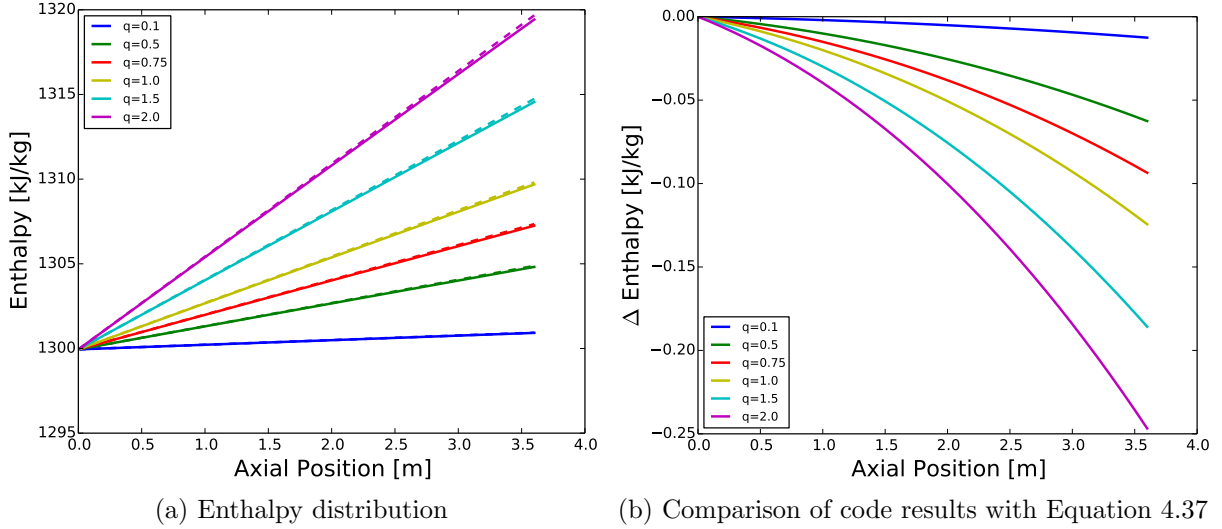 1320
1315
1310
1305
1300
1295
Enthalpy [kJ/kg]
q=0.1
q=0.5
q=0.75
q=1.0
q=1.5
q=2.0
0.0 0.5 1.0 1.5 2.0 2.5 3.0 3.5 4.0
Axial Position [m]
(a) Enthalpy distribution
0.00
−0.05
−0.10
−0.15
−0.20
−0.25
Δ Enthalpy [kJ/kg]
q=0.1
q=0.5
q=0.75
q=1.0
q=1.5
q=2.0
0.0 0.5 1.0 1.5 2.0 2.5 3.0 3.5 4.0
Axial Position [m]
(b) Comparison of code results with Equation 4.37